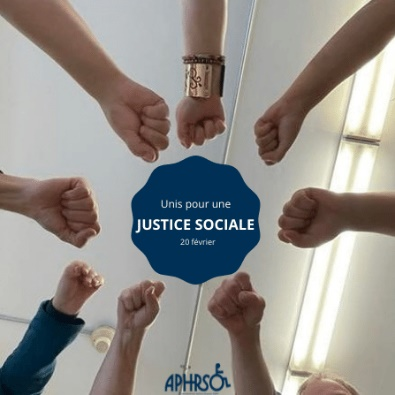 Unis pour une
JUSTICE SOCIALE
20 février
APHRSO